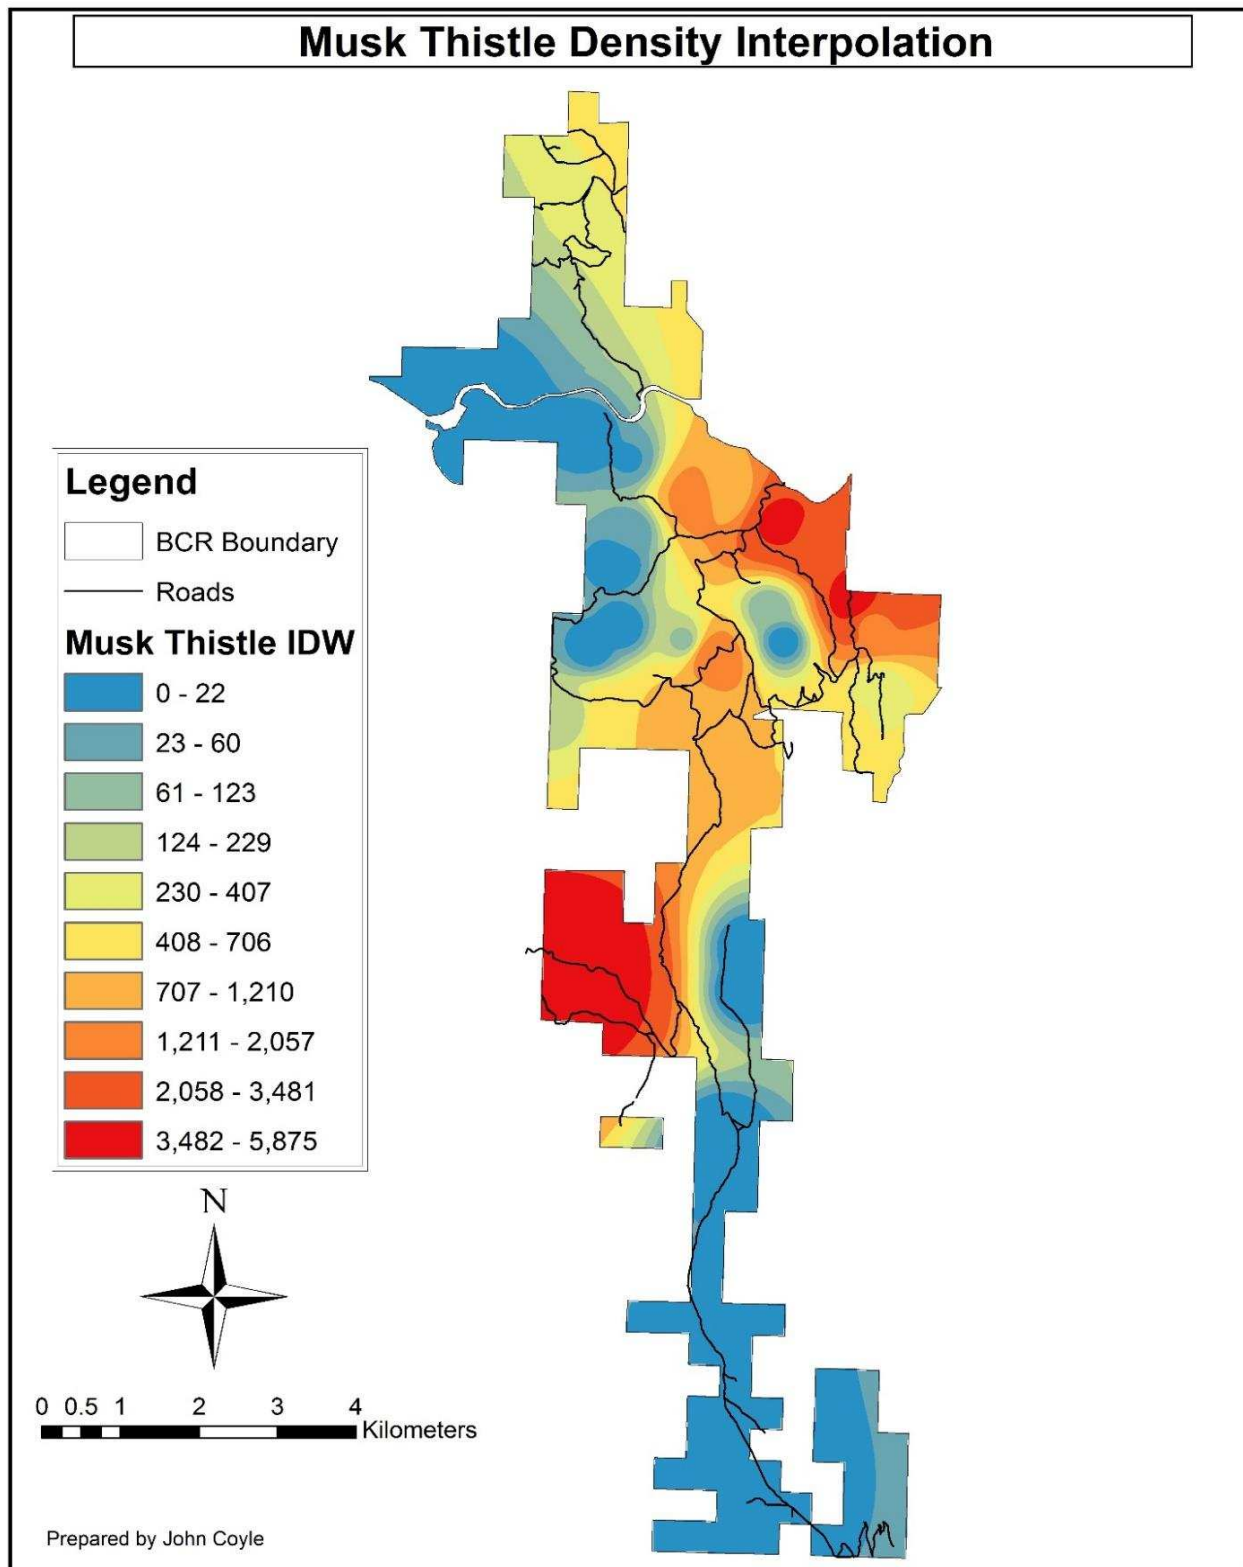 Musk Thistle Density Interpolation
Legend
BCR Boundary
Roads
Musk Thistle IDW
0 - 22
23 - 60
61 - 123
124 - 229
230 - 407
408 - 706
707 - 1,210
1,211 - 2,057
2,058 - 3,481
3,482 - 5,875
N
0 0.5 1 2 3 4
Kilometers
Prepared by John Coyle